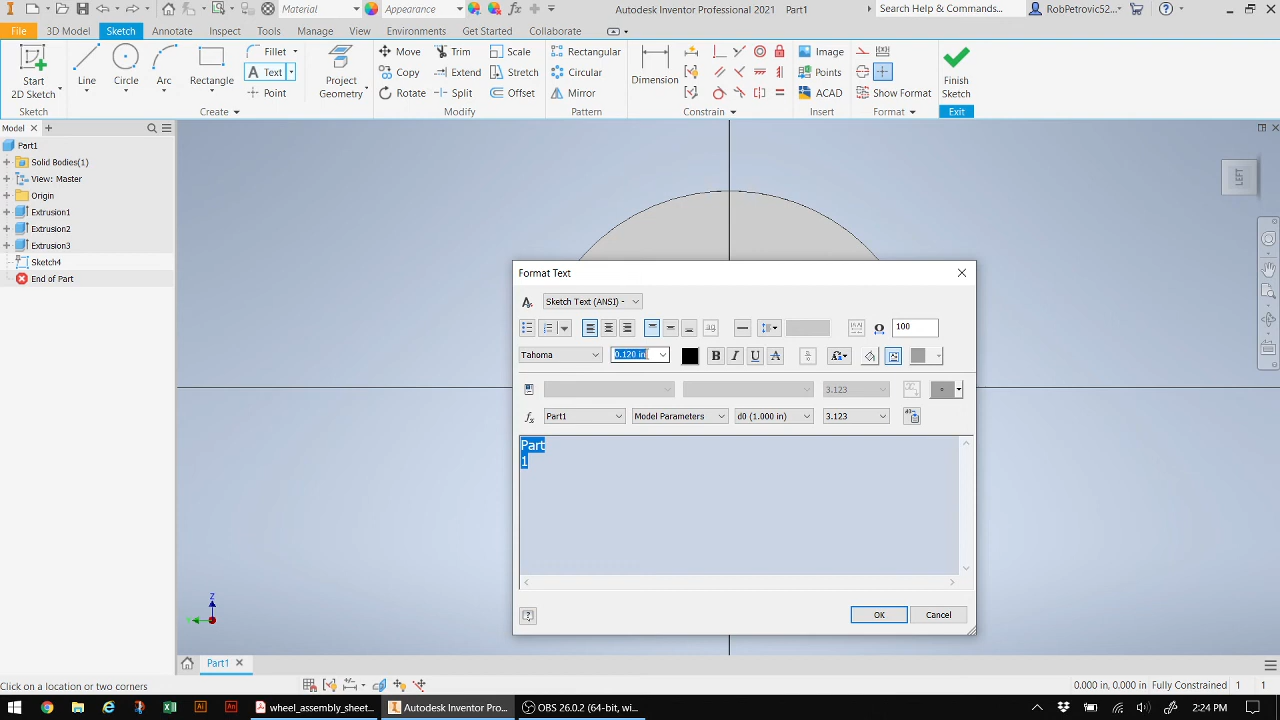 Material
Appearance
Autodesk Inventor Professional 2021 Part1
Search Help & Commands...
RobPetrovic52...
File
3D Model
Sketch
Annotate
Inspect
Tools
Manage
View
Environments
Get Started
Collaborate
Start
2D Sketch
Line
Circle
Arc
Rectangle
Fillet
Text
Point
Project
Geometry
Move
Copy
Rotate
Trim
Extend
Split
Scale
Stretch
Offset
Rectangular
Circular
Mirror
Dimension
Image
Points
ACAD
Show Format
Finish
Sketch
Sketch
Create
Modify
Pattern
Constrain
Insert
Format
Exit
Model
Part1
Solid Bodies(1)
View: Master
Origin
Extrusion1
Extrusion2
Extrusion3
Sketch4
End of Part
LEFT
Format Text
Sketch Text (ANSI) -
100
Tahoma
0.120 in
3.123
Part1
Model Parameters
d0 (1.000 in)
3.123
Part
1
OK
Cancel
Z
Y
Part1
Click on a location or two corners
0.000 in, 0.000 in Fully Constrained 1 1
wheel_assembly_sheet...
Autodesk Inventor Pro...
OBS 26.0.2 (64-bit, wi...
2:24 PM